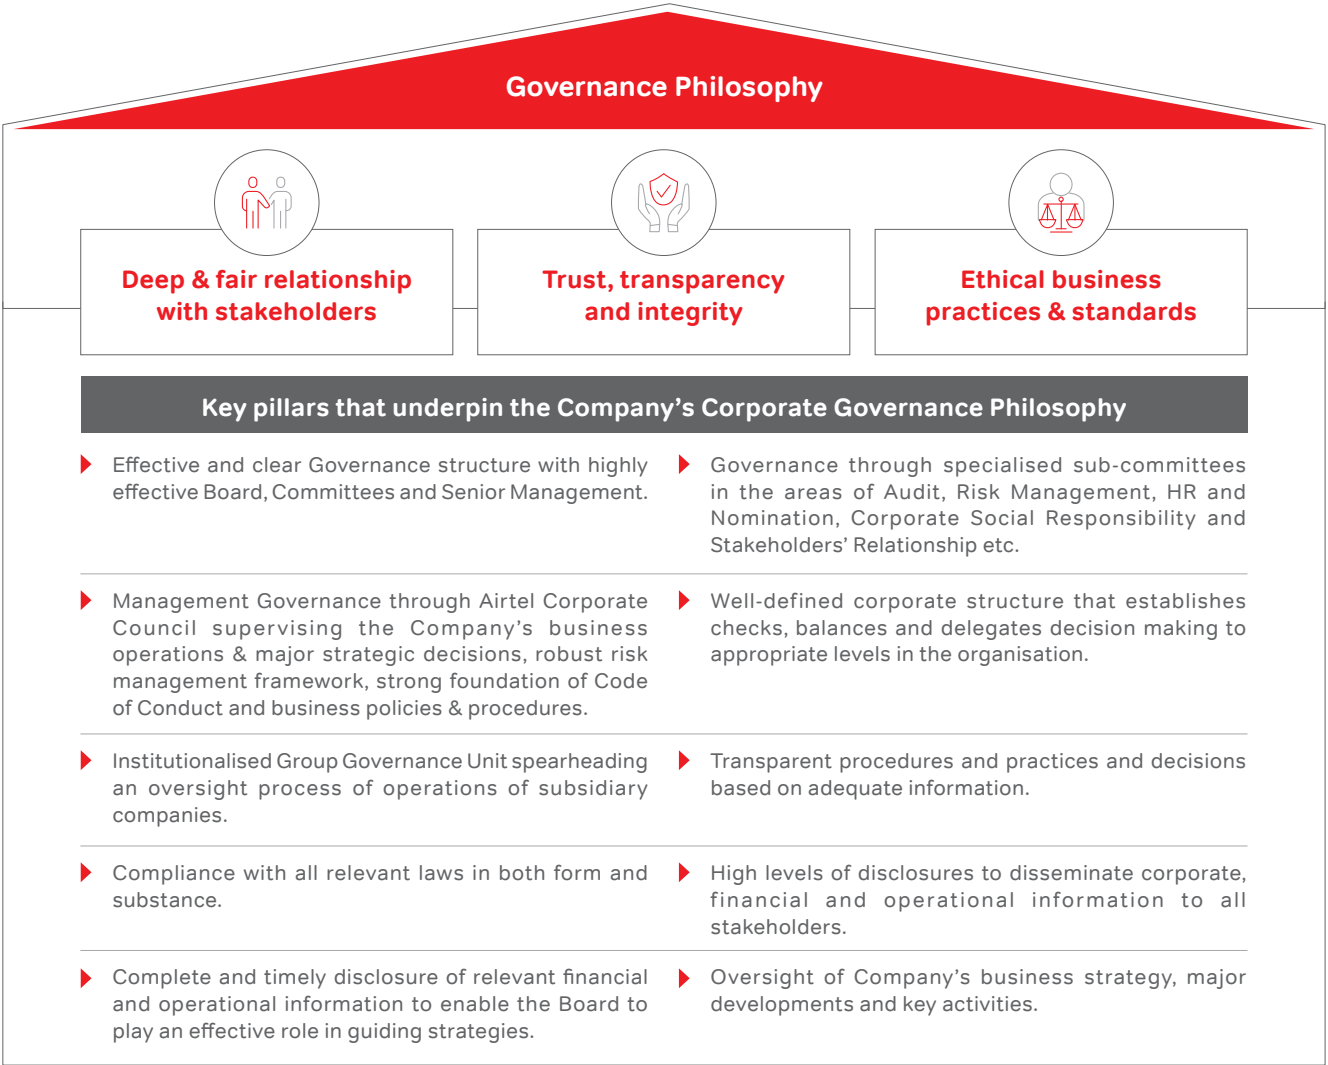 Governance Philosophy
Deep & fair relationship
with stakeholders
Trust, transparency
and integrity
Ethical business
practices & standards
Key pillars that underpin the Company’s Corporate Governance Philosophy
Effective and clear Governance structure with highly
effective Board, Committees and Senior Management.
Governance through specialised sub-committees
in the areas of Audit, Risk Management, HR and
Nomination, Corporate Social Responsibility and
Stakeholders’ Relationship etc.
Management Governance through Airtel Corporate
Council supervising the Company’s business
operations & major strategic decisions, robust risk
management framework, strong foundation of Code
of Conduct and business policies & procedures.
Well-defined corporate structure that establishes
checks, balances and delegates decision making to
appropriate levels in the organisation.
Institutionalised Group Governance Unit spearheading
an oversight process of operations of subsidiary
companies.
Transparent procedures and practices and decisions
based on adequate information.
Compliance with all relevant laws in both form and
substance.
High levels of disclosures to disseminate corporate,
financial and operational information to all
stakeholders.
Complete and timely disclosure of relevant financial
and operational information to enable the Board to
play an effective role in guiding strategies.
Oversight of Company’s business strategy, major
developments and key activities.